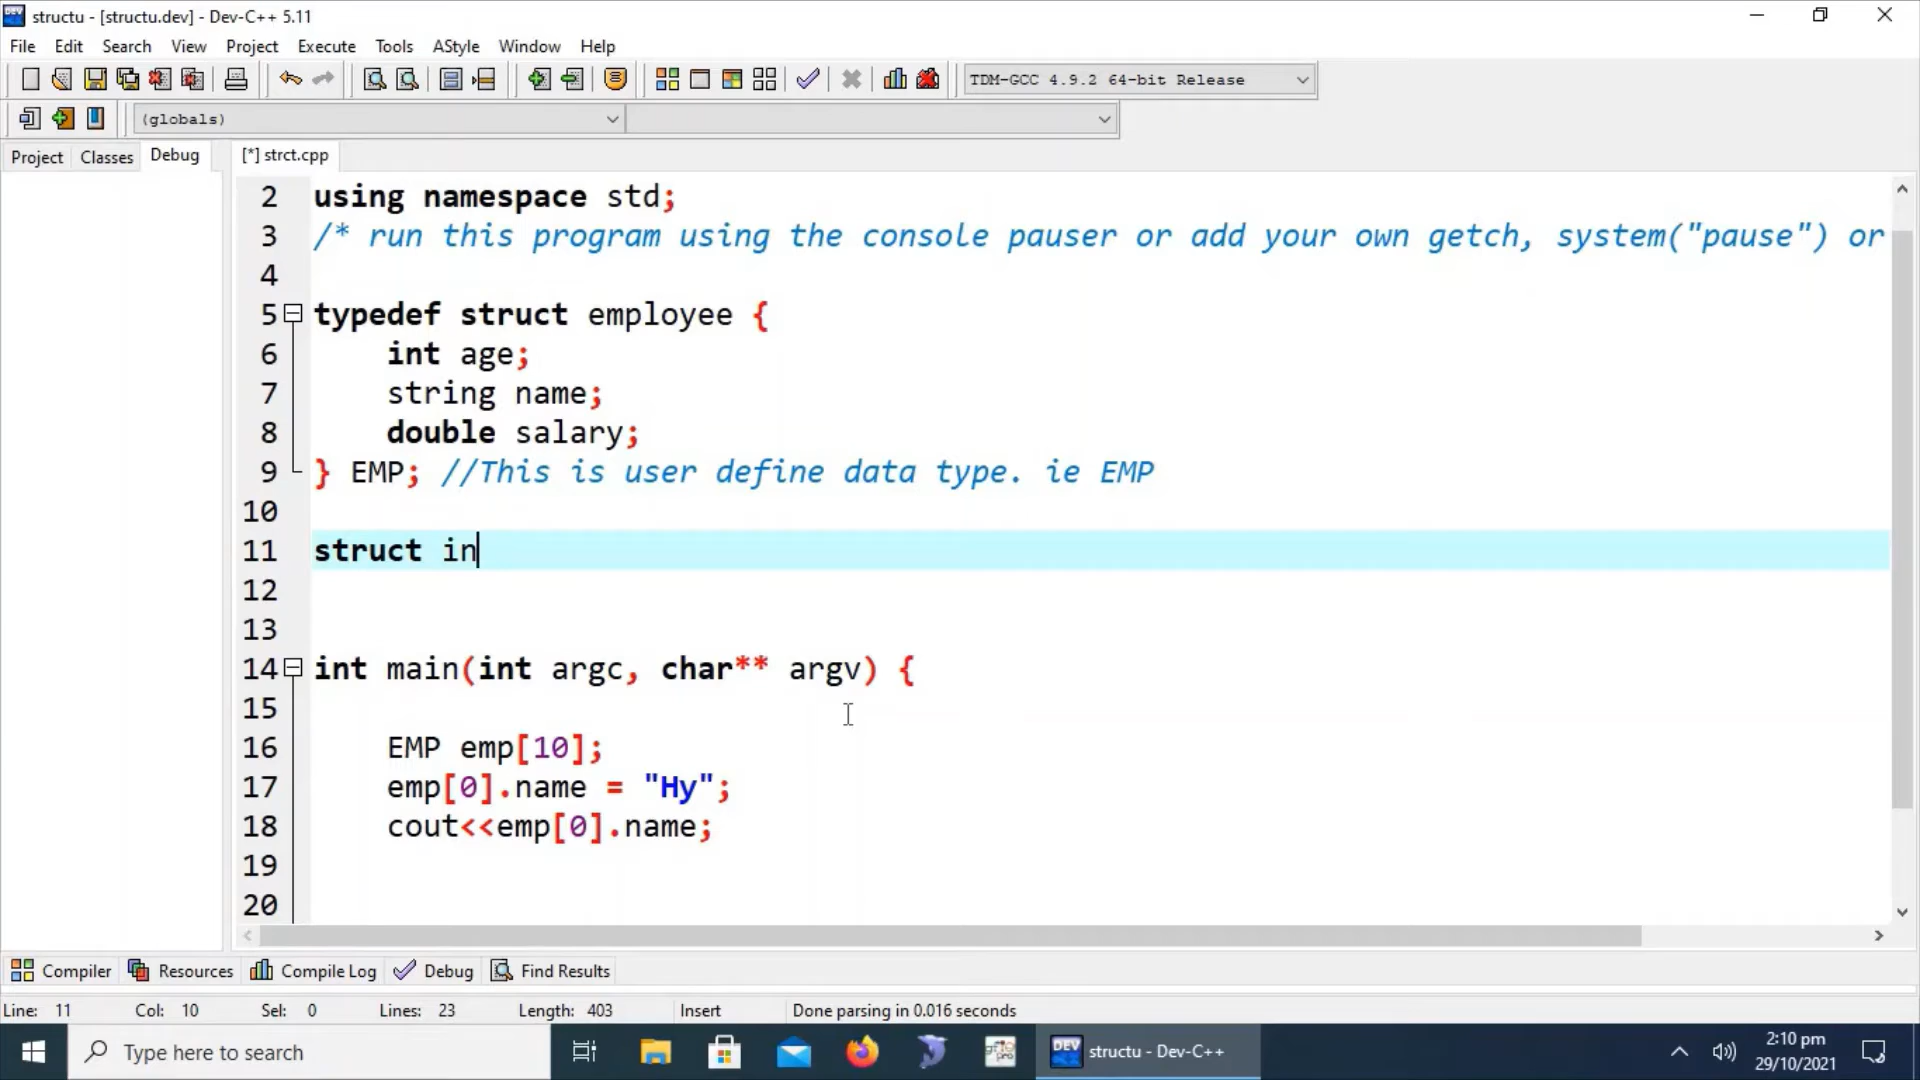 structu - [structu.dev] - Dev-C++ 5.11
File Edit Search View Project Execute Tools AStyle Window Help
TDM-GCC 4.9.2 64-bit Release
(globals)
Project Classes Debug [*] strct.cpp
2 using namespace std;
3 /* run this program using the console pauser or add your own getch, system("pause") or
4
5 typedef struct employee {
6 int age;
7 string name;
8 double salary;
9 } EMP; //This is user define data type. ie EMP
10
11 struct in
12
13
14 int main(int argc, char** argv) {
15
16 EMP emp[10];
17 emp[0].name = "Hy";
18 cout<<emp[0].name;
19
20
Compiler Resources Compile Log Debug Find Results
Line: 11 Col: 10 Sel: 0 Lines: 23 Length: 403 Insert Done parsing in 0.016 seconds
Type here to search
DEV structu - Dev-C++
2:10 pm
29/10/2021